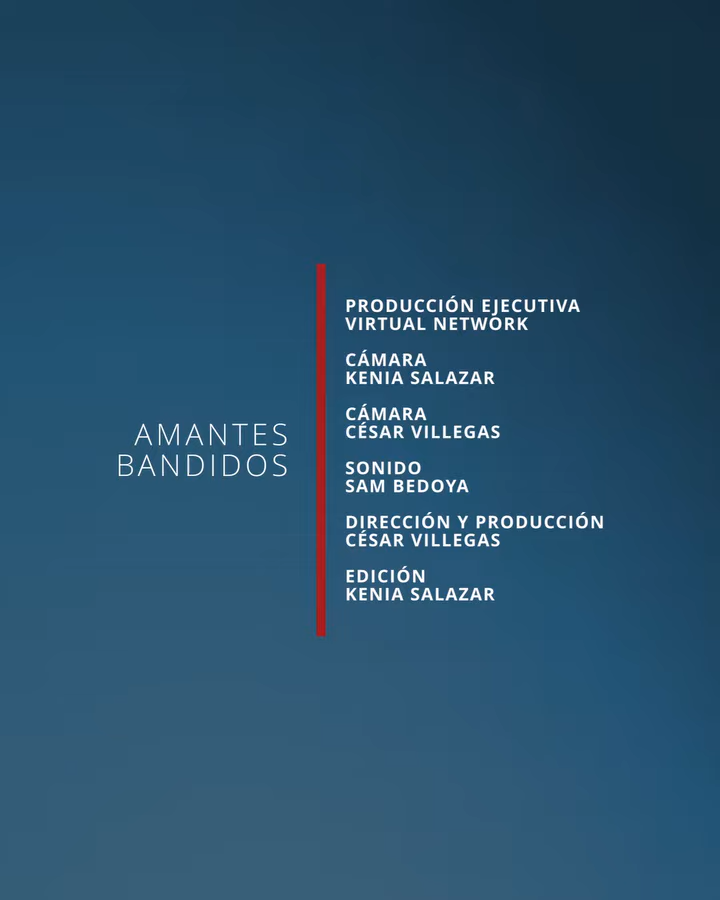 AMANTES
BANDIDOS
PRODUCCIÓN EJECUTIVA
VIRTUAL NETWORK
CÁMARA
KENIA SALAZAR
CÁMARA
CÉSAR VILLEGAS
SONIDO
SAM BEDOYA
DIRECCIÓN Y PRODUCCIÓN
CÉSAR VILLEGAS
EDICIÓN
KENIA SALAZAR